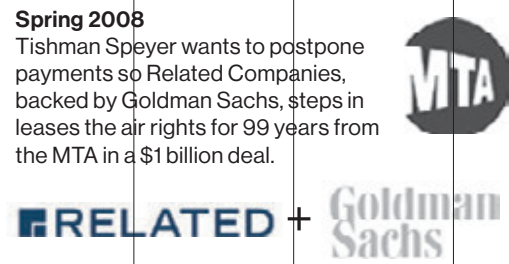 Spring 2008
Tishman Speyer wants to postpone
payments so Related Companies,
backed by Goldman Sachs, steps in
leases the air rights for 99 years from
the MTA in a $1 billion deal.
MTA
RELATED + Goldman
Sachs